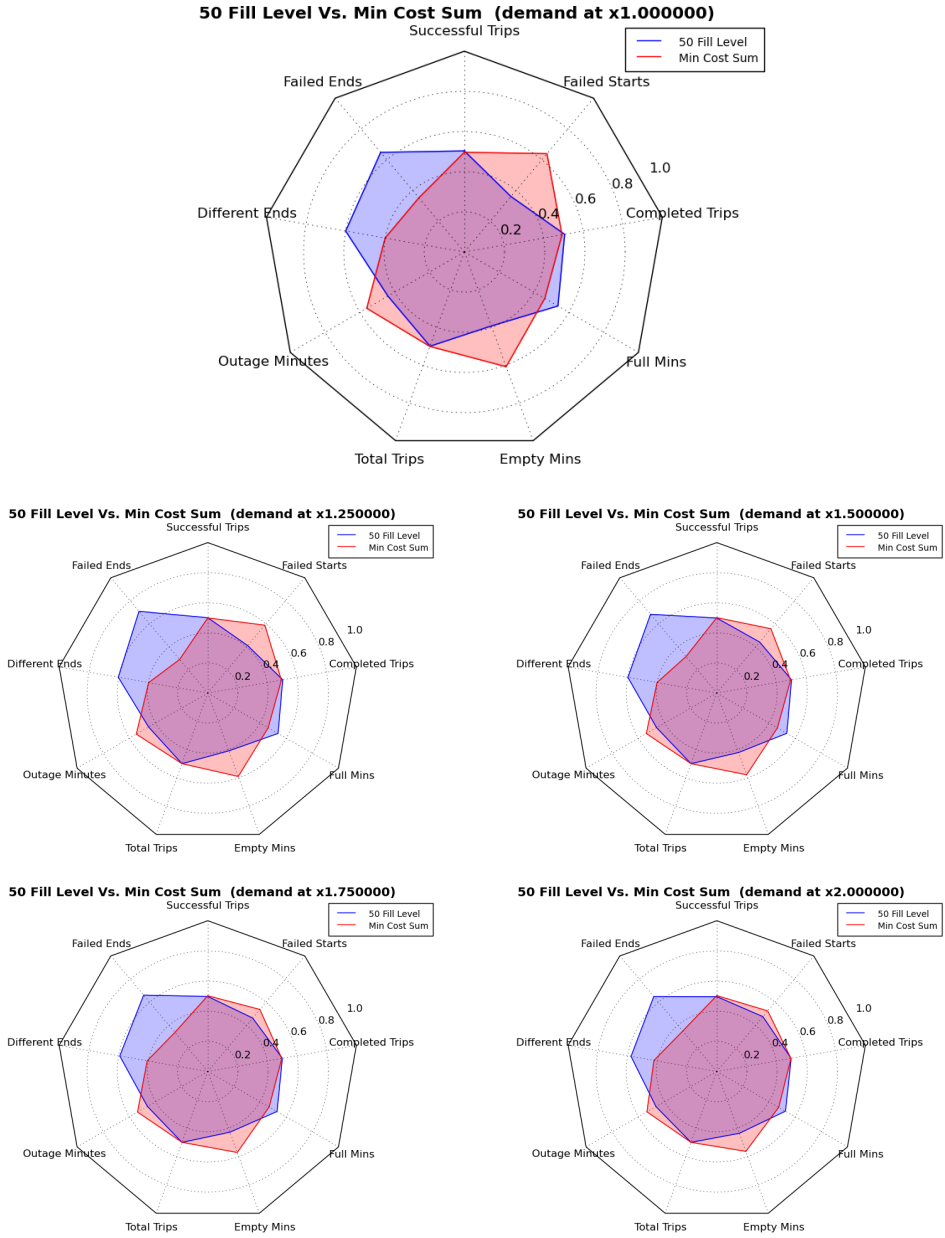 50 Fill Level Vs. Min Cost Sum (demand at x1.000000)
Successful Trips
50 Fill Level
Min Cost Sum
Failed Ends
Failed Starts
1.0
0.8
0.6
0.4
0.2
Different Ends
Completed Trips
Outage Minutes
Full Mins
Total Trips
Empty Mins
50 Fill Level Vs. Min Cost Sum (demand at x1.250000)
Successful Trips
50 Fill Level
Min Cost Sum
Failed Ends
Failed Starts
1.0
0.8
0.6
0.4
0.2
Different Ends
Completed Trips
Outage Minutes
Full Mins
Total Trips
Empty Mins
50 Fill Level Vs. Min Cost Sum (demand at x1.500000)
Successful Trips
50 Fill Level
Min Cost Sum
Failed Ends
Failed Starts
1.0
0.8
0.6
0.4
0.2
Different Ends
Completed Trips
Outage Minutes
Full Mins
Total Trips
Empty Mins
50 Fill Level Vs. Min Cost Sum (demand at x1.750000)
Successful Trips
50 Fill Level
Min Cost Sum
Failed Ends
Failed Starts
1.0
0.8
0.6
0.4
0.2
Different Ends
Completed Trips
Outage Minutes
Full Mins
Total Trips
Empty Mins
50 Fill Level Vs. Min Cost Sum (demand at x2.000000)
Successful Trips
50 Fill Level
Min Cost Sum
Failed Ends
Failed Starts
1.0
0.8
0.6
0.4
0.2
Different Ends
Completed Trips
Outage Minutes
Full Mins
Total Trips
Empty Mins